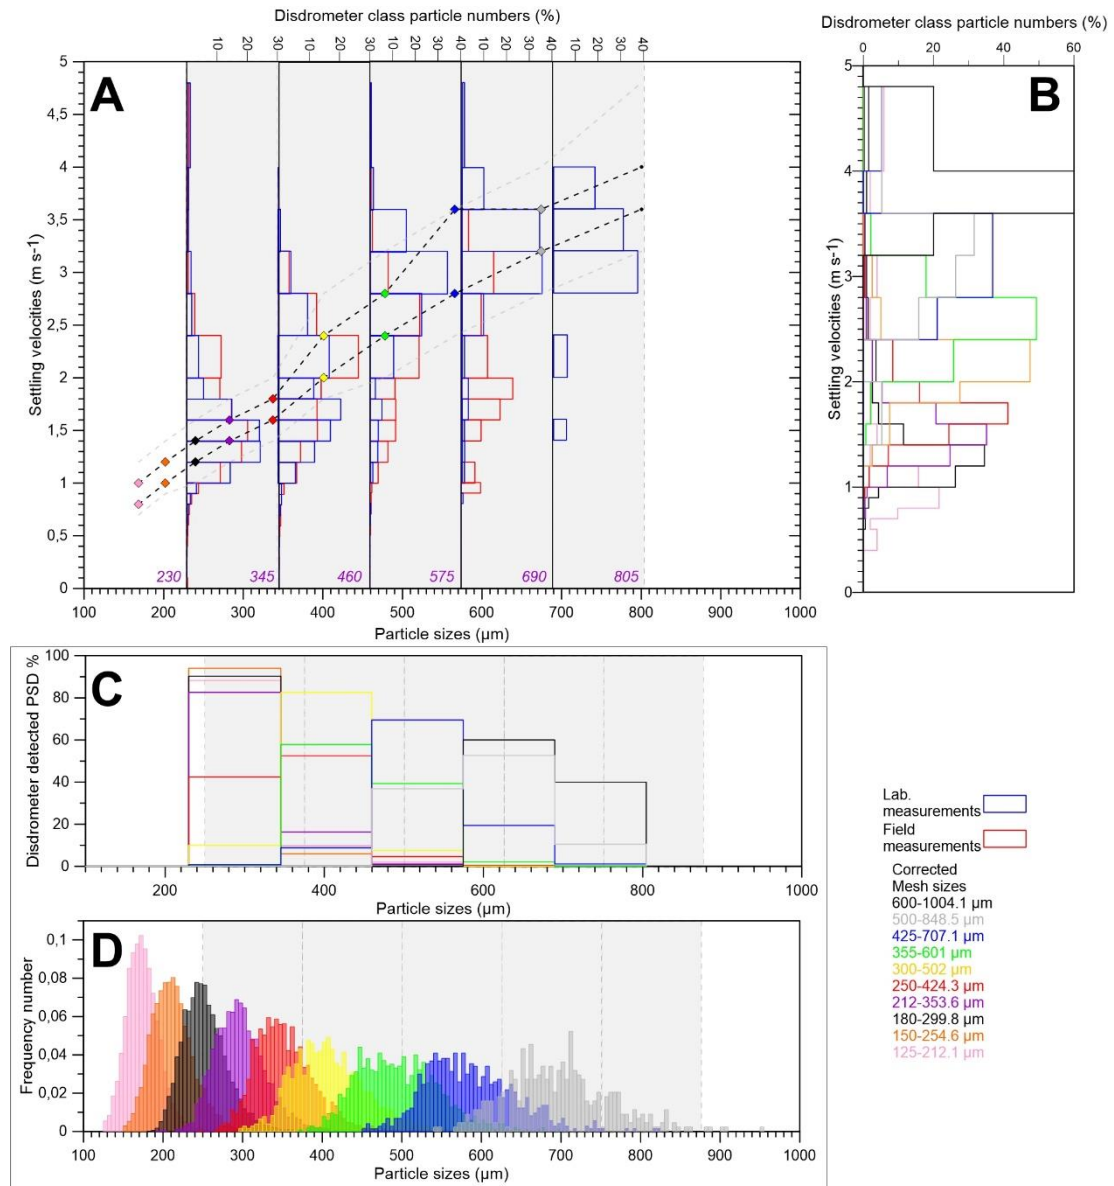 Disdrometer class particle numbers (%)
10 20 30 10 20 30 10 20 30 40 10 20 30 40 10 20 30 40
A
5
4,5
4
3,5
3
2,5
2
1,5
1
0,5
0
Settling velocities (m s-1)
230 345 460 575 690 805
100 200 300 400 500 600 700 800 900 1000
Particle sizes (µm)
Disdrometer class particle numbers (%)
0 20 40 60
B
5
4
3
2
1
0
Settling velocities (m s-1)
C
100
80
60
40
20
0
Disdrometer detected PSD %
200 400 600 800 1000
Particle sizes (µm)
D
0,1
0,08
0,06
0,04
0,02
0
Frequency number
100 200 300 400 500 600 700 800 900 1000
Particle sizes (µm)
Lab.
measurements
Field
measurements
Corrected
Mesh sizes
600-1004.1 µm
500-848.5 µm
425-707.1 µm
355-601 µm
300-502 µm
250-424.3 µm
212-353.6 µm
180-299.8 µm
150-254.6 µm
125-212.1 µm